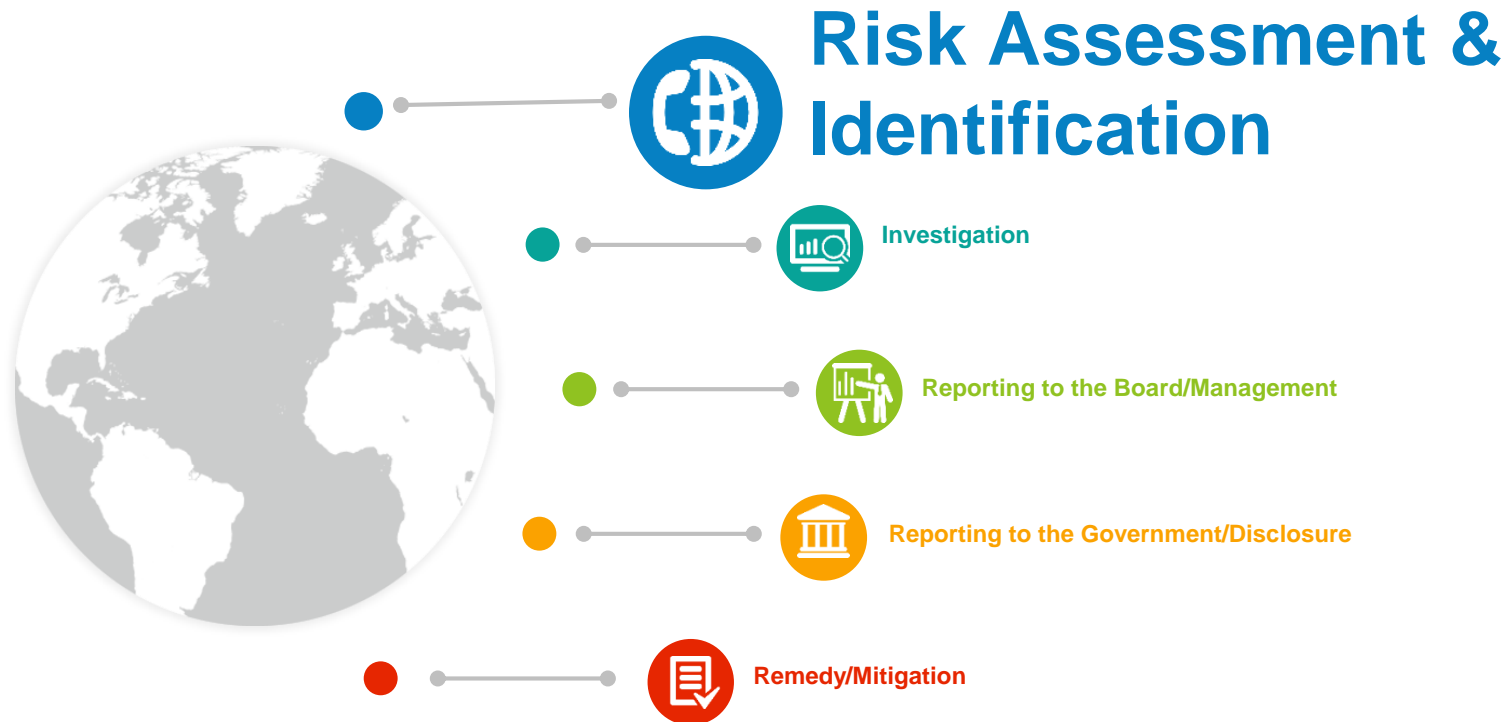 Risk Assessment &
Identification
Investigation
Reporting to the Board/Management
Reporting to the Government/Disclosure
Remedy/Mitigation